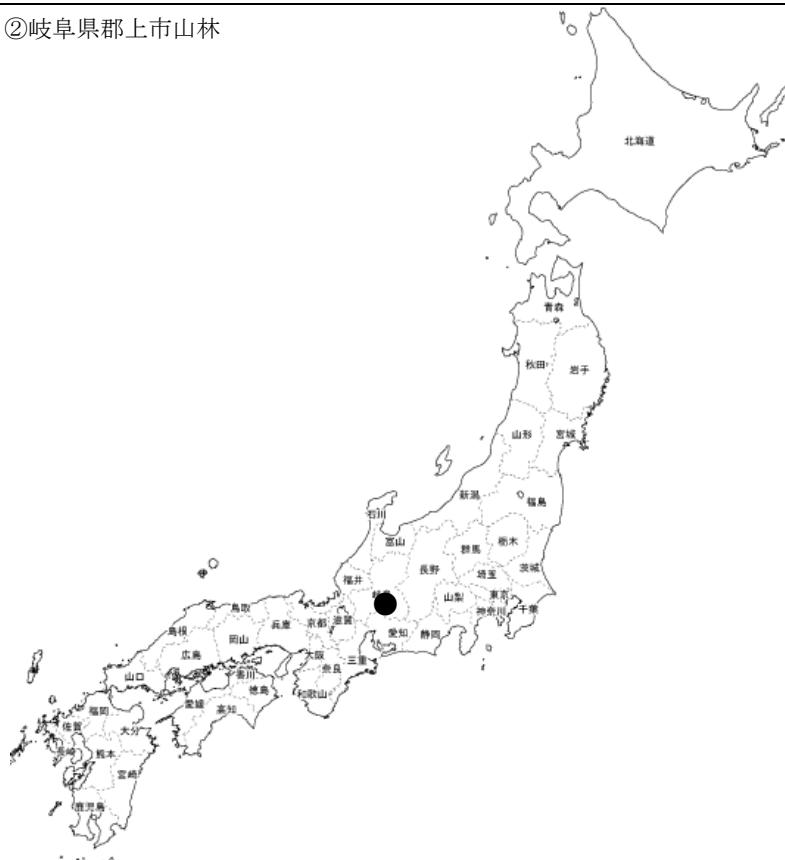 ②岐阜県郡上市山林
北海道
青森
秋田
岩手
山形
宮城
新潟
福島
石川
富山
群馬
栃木
長野
茨城
埼玉
福井
山梨
東京
神奈川
千葉
鳥取
兵庫
京都
滋賀
愛知
静岡
島根
岡山
広島
大阪
奈良
三重
山口
香川
徳島
和歌山
愛媛
高知
福岡
佐賀
大分
長崎
熊本
宮崎
鹿児島